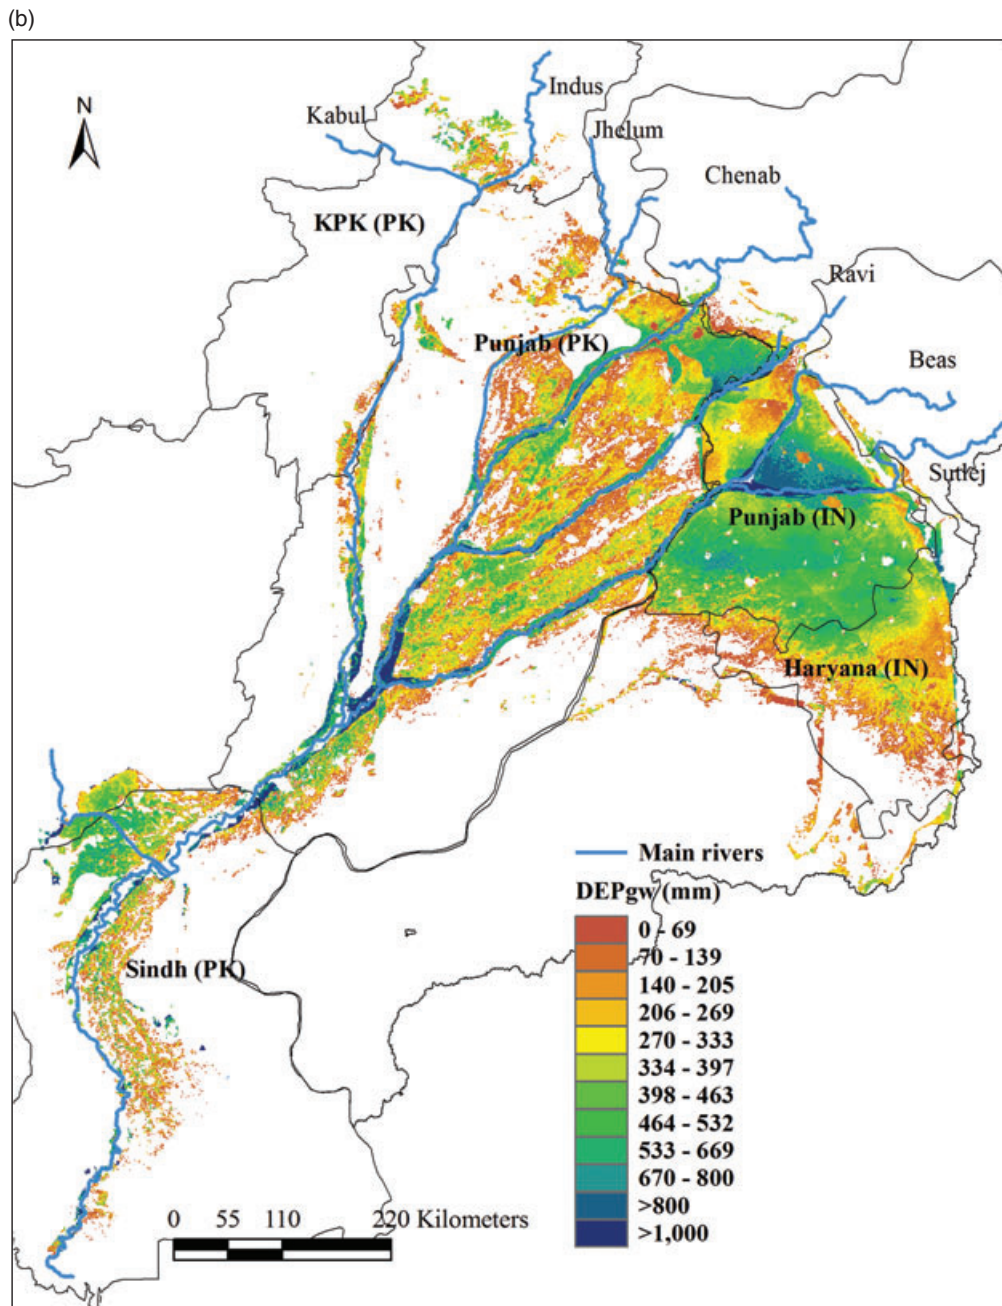 (b)
N
Indus
Kabul
Jhelum
Chenab
KPK (PK)
Ravi
Punjab (PK)
Beas
Sutlej
Punjab (IN)
Haryana (IN)
Main rivers
DEPgw (mm)
0 - 69
70 - 139
140 - 205
206 - 269
270 - 333
334 - 397
398 - 463
464 - 532
533 - 669
670 - 800
>800
>1,000
Sindh (PK)
0 55 110 220 Kilometers